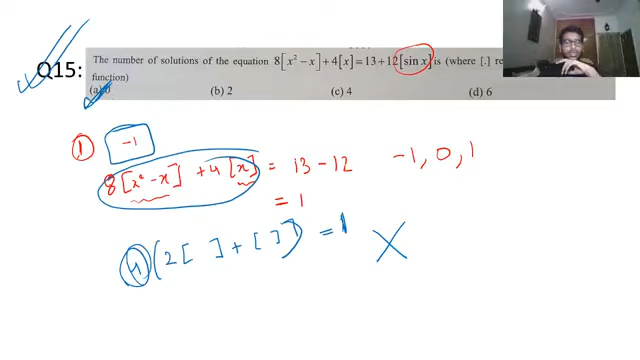 Q15: The number of solutions of the equation 8[x² − x] + 4[x] = 13 + 12[sin x] is (where [.] re
function)
(a) 0 (b) 2 (c) 4 (d) 6
① −1
8[x² − x] + 4[x] = 13 − 12 −1, 0, 1
= 1
4(2[ ] + [ ]) = 1